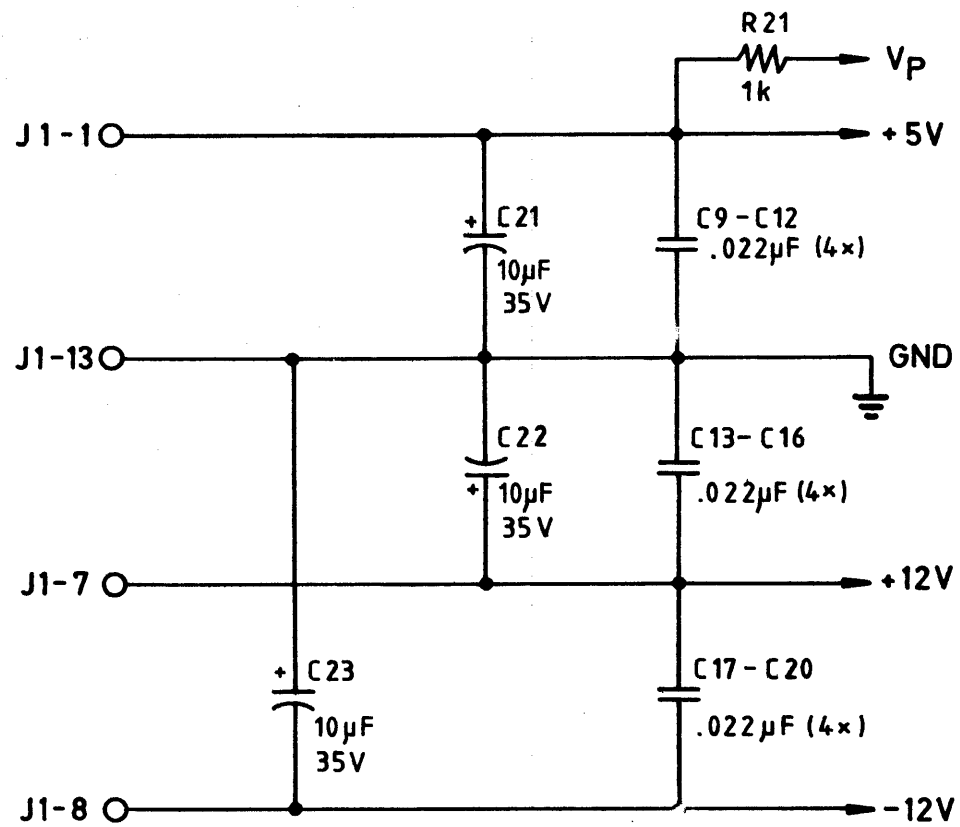 R21
1k
VP
J1-1
+5V
+ C21
10µF
35V
C9-C12
.022µF (4×)
J1-13
GND
C22
+ 10µF
35V
C13-C16
.022µF (4×)
J1-7
+12V
+ C23
10µF
35V
C17-C20
.022µF (4×)
J1-8
-12V